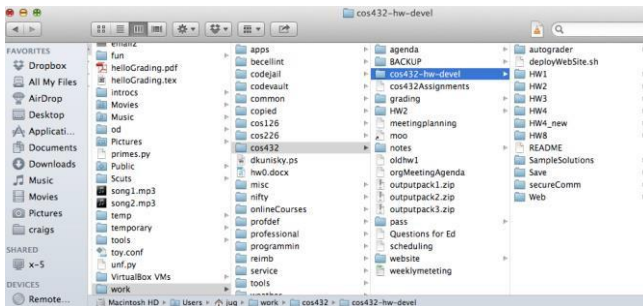 cos432-hw-devel
FAVORITES
Dropbox
All My Files
AirDrop
Desktop
Applicati...
Documents
Downloads
Music
Movies
Pictures
craigs
SHARED
x-5
DEVICES
Remote...
email2
fun
helloGrading.pdf
helloGrading.tex
introcs
Movies
Music
od
Pictures
primes.py
Public
Scuts
song1.mp3
song2.mp3
temp
temporary
tools
toy.conf
unf.py
VirtualBox VMs
work
apps
becellint
codejail
codevault
common
copied
cos126
cos226
cos432
dkunisky.ps
hw0.docx
misc
nifty
onlineCourses
profdef
professional
programmin
reimb
service
tools
agenda
BACKUP
cos432-hw-devel
cos432Assignments
grading
HW2
meetingplanning
moo
notes
oldhw1
orgMeetingAgenda
outputpack1.zip
outputpack2.zip
outputpack3.zip
pass
Questions for Ed
scheduling
website
weeklymeteting
autograder
deployWebSite.sh
HW1
HW2
HW3
HW4
HW4_new
HW8
README
SampleSolutions
Save
secureComm
Web
Macintosh HD ▸ Users ▸ jug ▸ work ▸ cos432 ▸ cos432-hw-devel